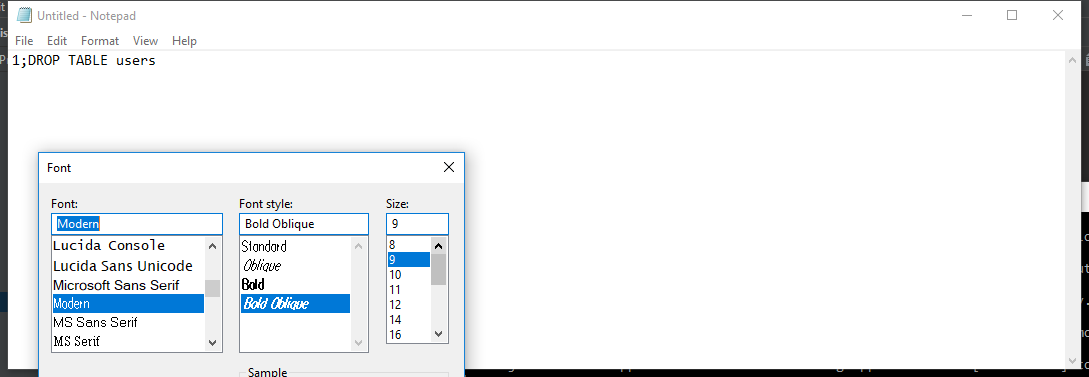 Untitled - Notepad
File Edit Format View Help
1;DROP TABLE users
Font
Font: Font style: Size:
Modern Bold Oblique 9
Lucida Console Standard 8
Lucida Sans Unicode Oblique 9
Microsoft Sans Serif Bold 10
Modern Bold Oblique 11
MS Sans Serif 12
MS Serif 14
16
Sample